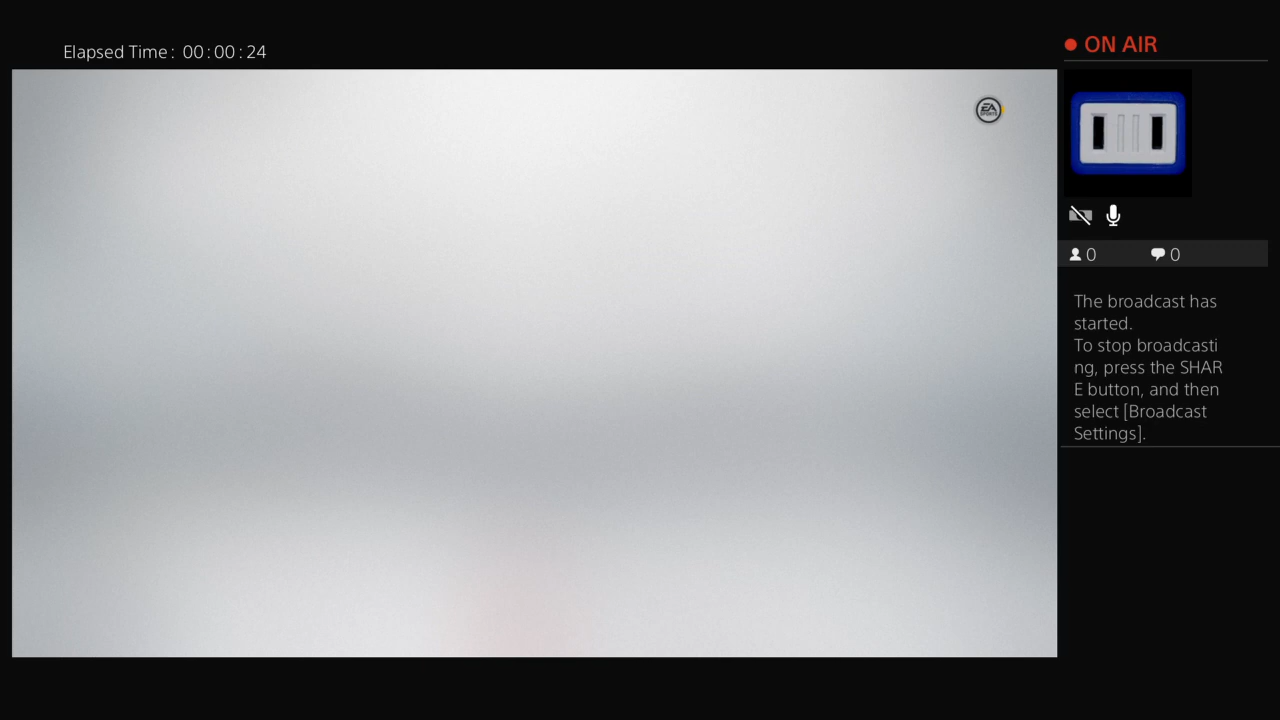 Elapsed Time: 00:00:24
ON AIR
EA
SPORTS
0 0
The broadcast has
started.
To stop broadcasti
ng, press the SHAR
E button, and then
select [Broadcast
Settings].